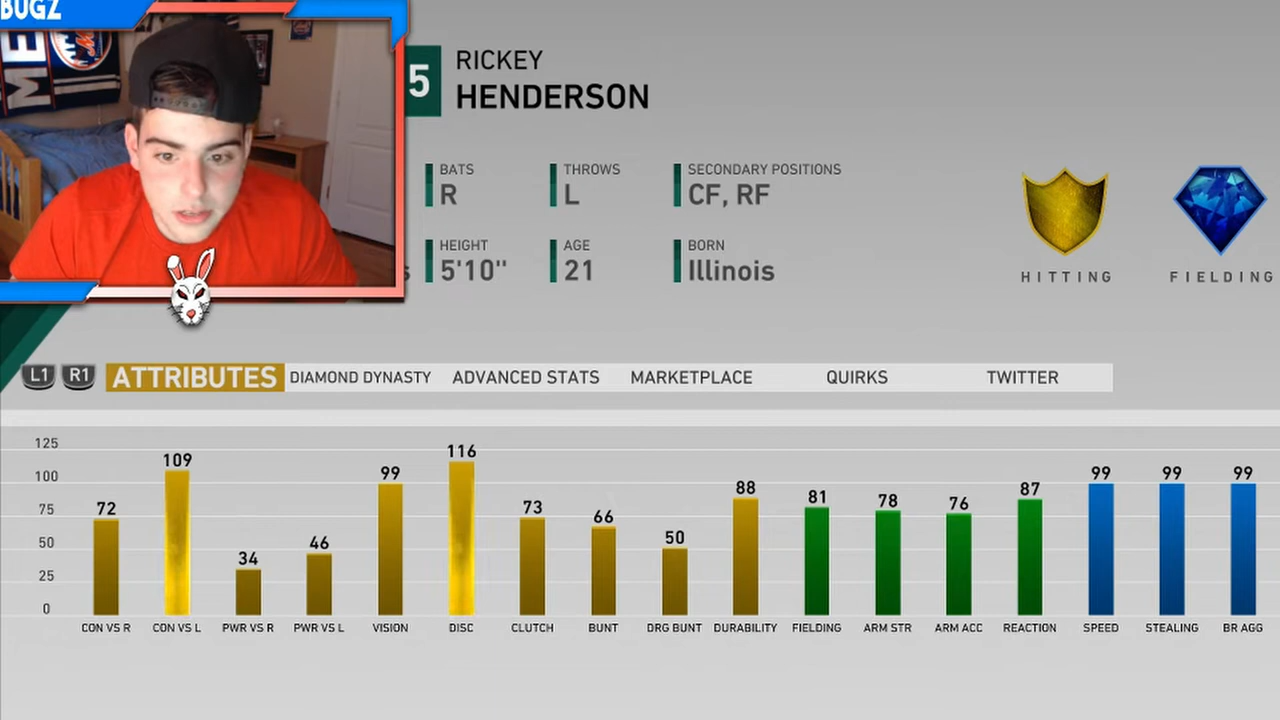 BUGZ
ME
5
RICKEY
HENDERSON
BATS
R
THROWS
L
SECONDARY POSITIONS
CF, RF
s
HEIGHT
5'10"
AGE
21
BORN
Illinois
HITTING
FIELDING
L1 R1 ATTRIBUTES DIAMOND DYNASTY ADVANCED STATS MARKETPLACE QUIRKS TWITTER
125
100
75
50
25
0
72 109 34 46 99 116 73 66 50 88 81 78 76 87 99 99 99
CON VS R CON VS L PWR VS R PWR VS L VISION DISC CLUTCH BUNT DRG BUNT DURABILITY FIELDING ARM STR ARM ACC REACTION SPEED STEALING BR AGG